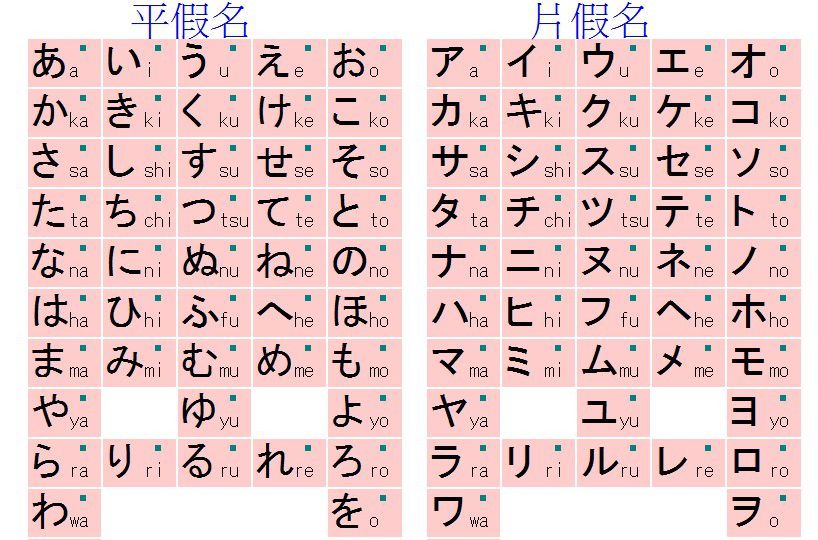 平假名 片假名
あa いi うu えe おo アa イi ウu エe オo
かka きki くku けke こko カka キki クku ケke コko
さsa しshi すsu せse そso サsa シshi スsu セse ソso
たta ちchi つtsu てte とto タta チchi ツtsu テte トto
なna にni ぬnu ねne のno ナna ニni ヌnu ネne ノno
はha ひhi ふfu へhe ほho ハha ヒhi フfu ヘhe ホho
まma みmi むmu めme もmo マma ミmi ムmu メme モmo
やya ゆyu よyo ヤya ユyu ヨyo
らra りri るru れre ろro ラra リri ルru レre ロro
わwa をo ワwa ヲo